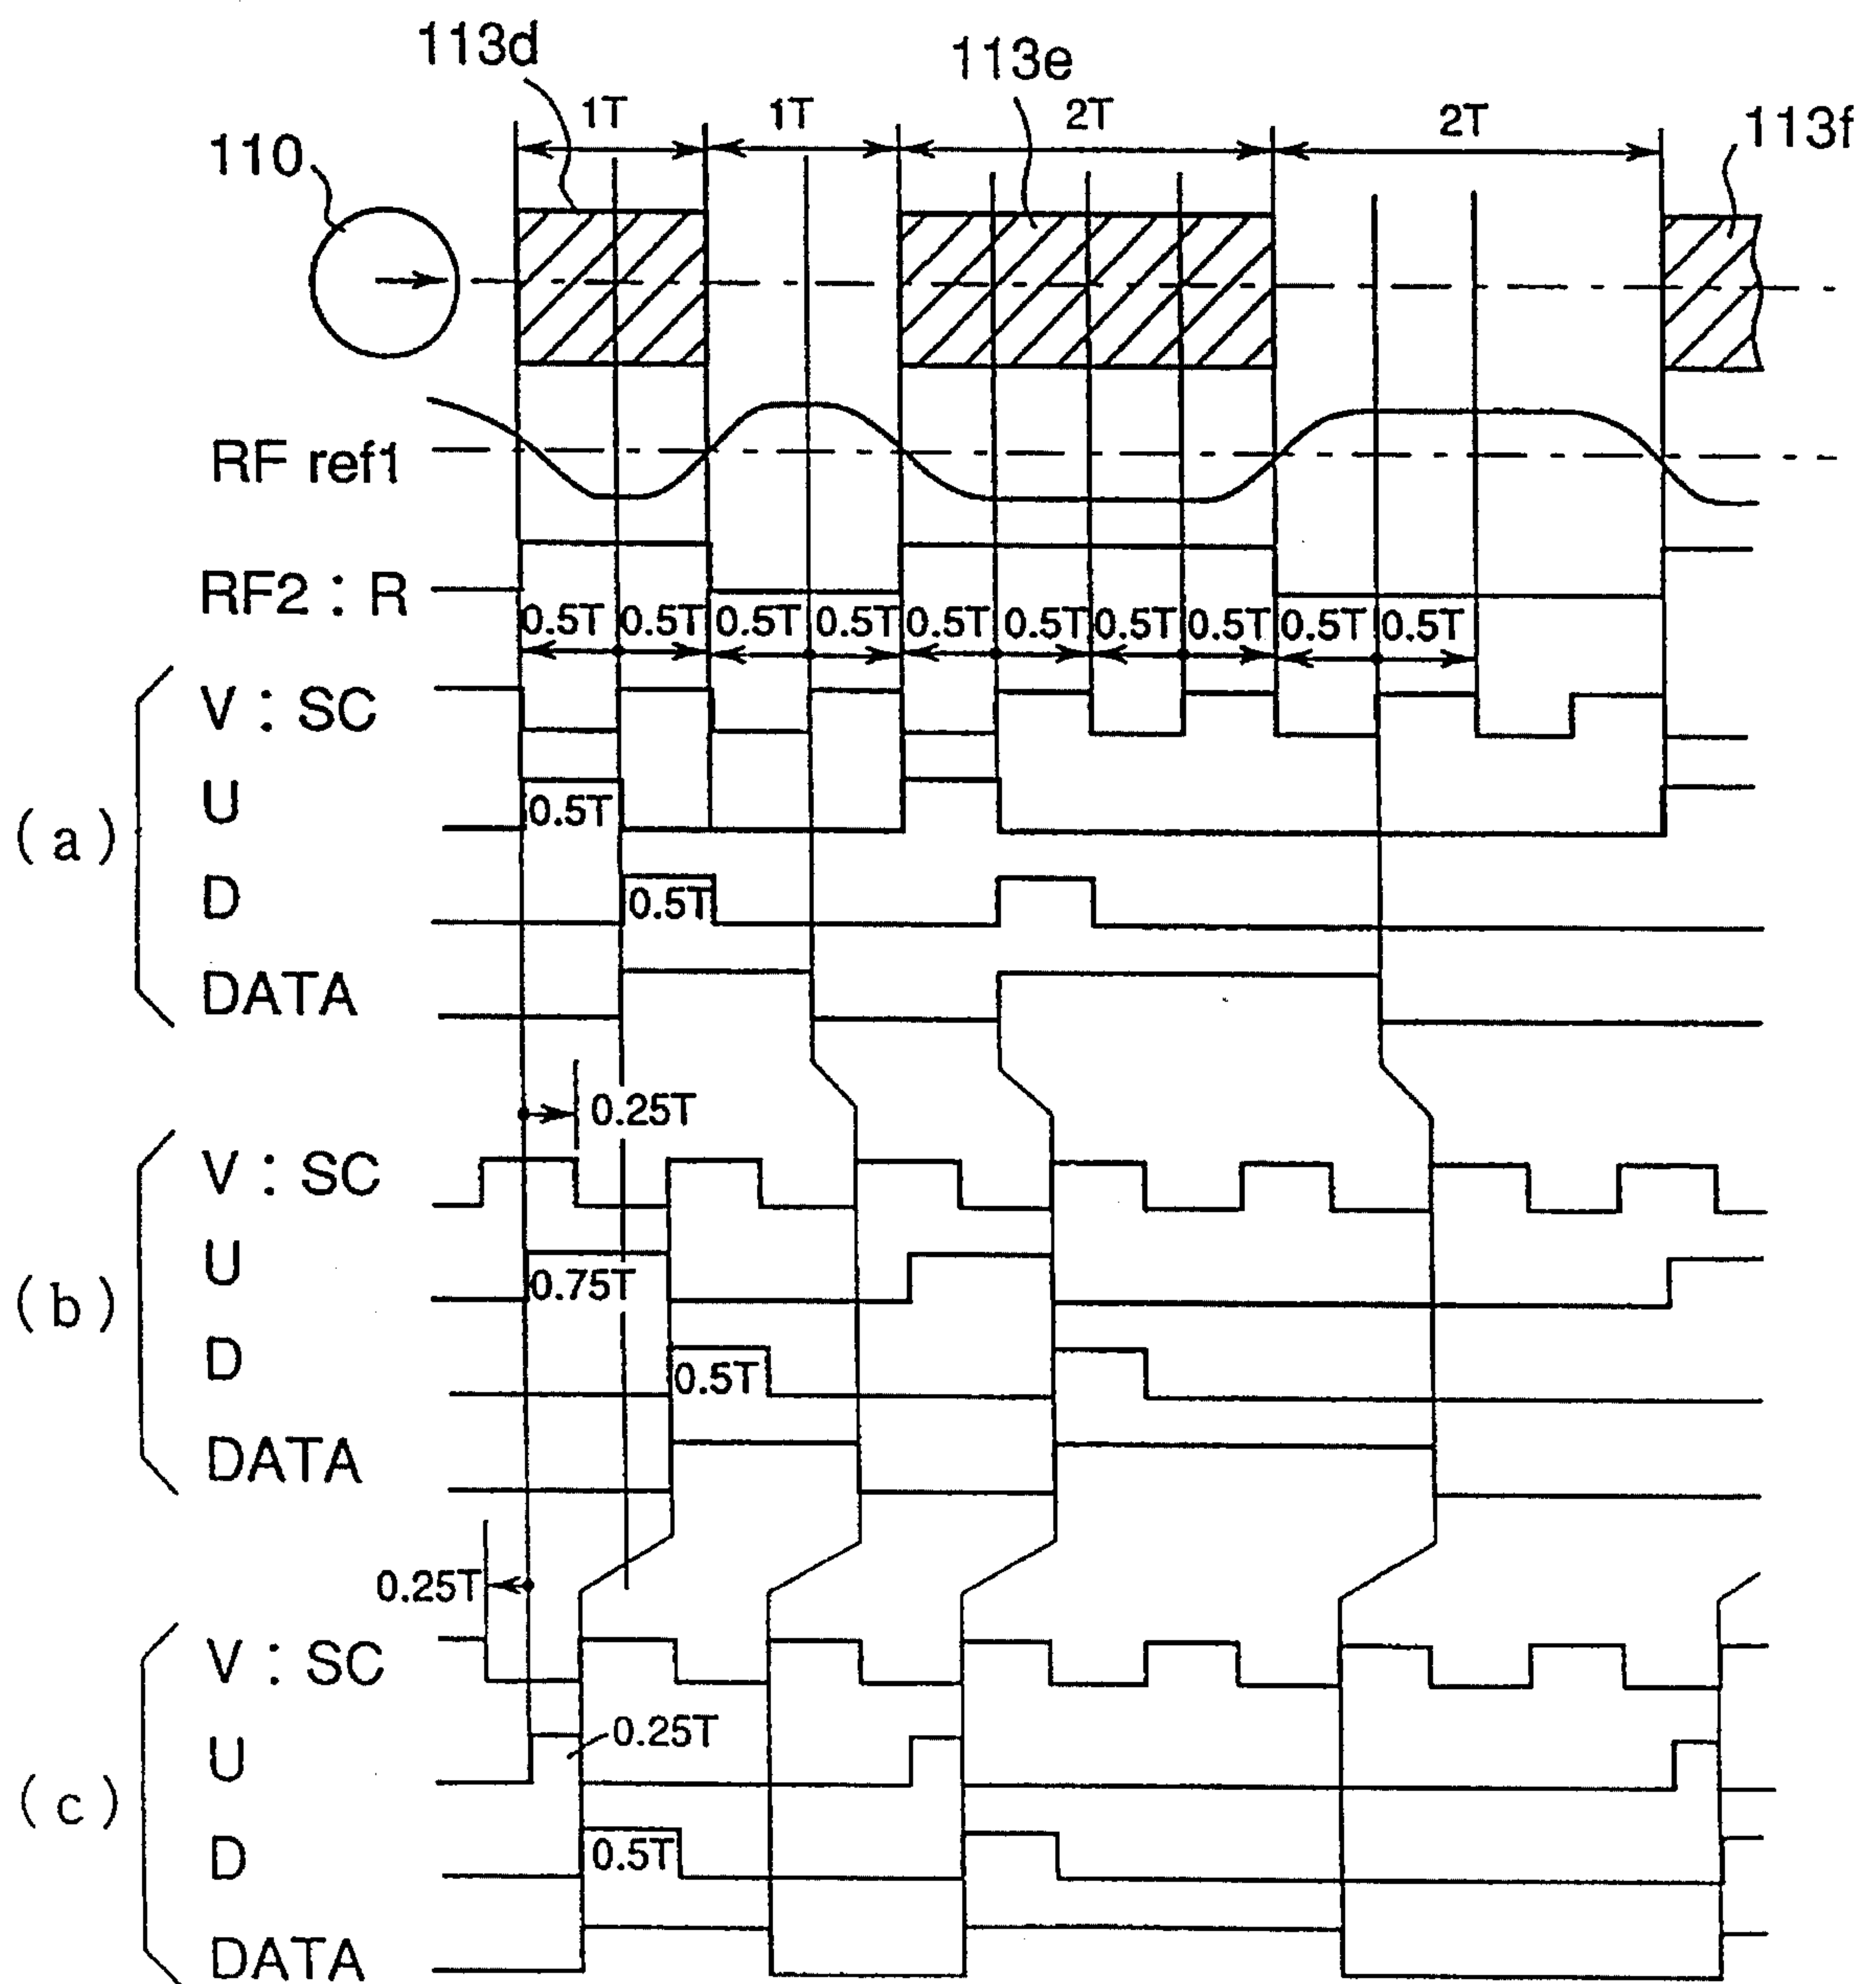 113d
113e
1T
1T
2T
2T
113f
110
RF ref1
RF2 : R
0.5T 0.5T 0.5T 0.5T 0.5T 0.5T 0.5T 0.5T 0.5T 0.5T
V : SC
U
0.5T
(a)
D
0.5T
DATA
0.25T
V : SC
U
0.75T
(b)
D
0.5T
DATA
0.25T
V : SC
U
0.25T
(c)
D
0.5T
DATA